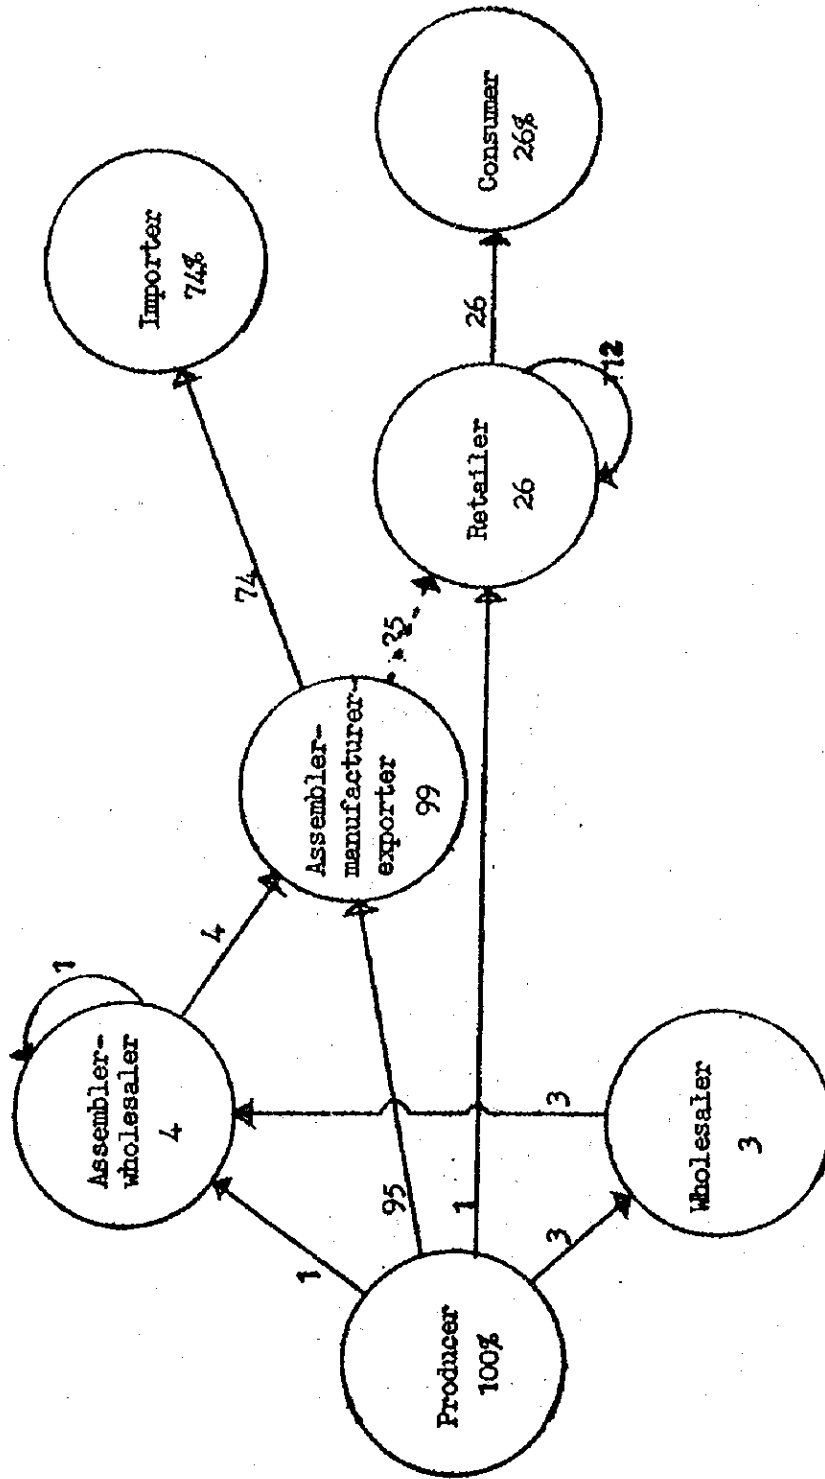 Assembler-
wholesaler
4
1
4
1
Producer
100%
95
1
3
3
Wholesaler
3
Assembler-
manufacturer-
exporter
99
74
25
Importer
74%
Retailer
26
12
26
Consumer
26%